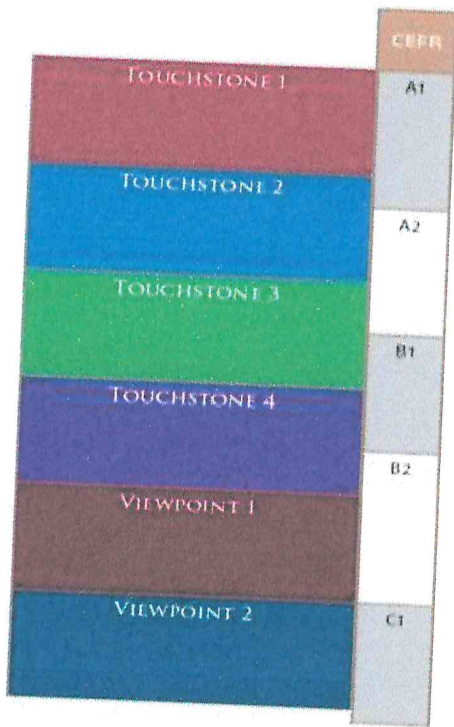 CEFR
TOUCHSTONE 1
A1
TOUCHSTONE 2
A2
TOUCHSTONE 3
B1
TOUCHSTONE 4
B2
VIEWPOINT 1
VIEWPOINT 2
C1